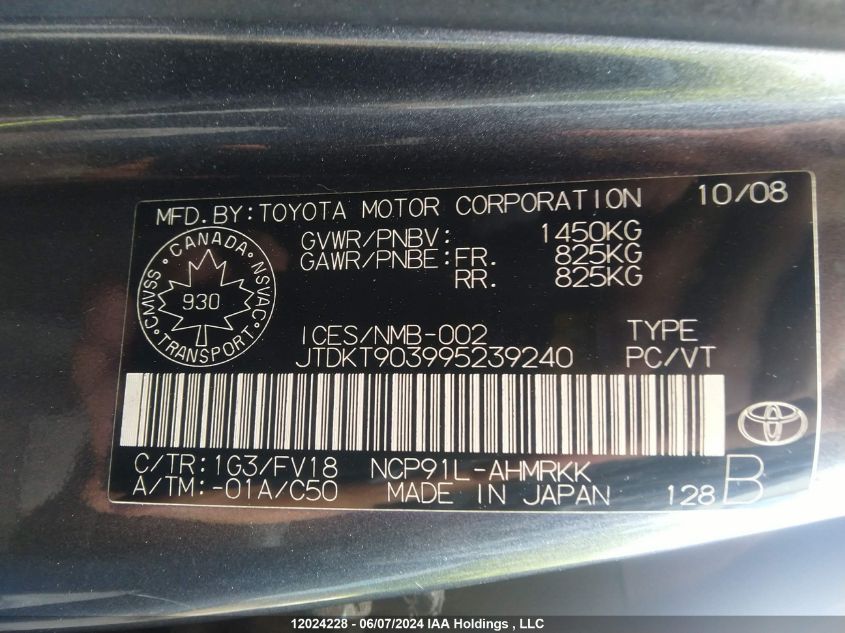 MFD.BY:TOYOTA MOTOR CORPORATION 10/08
GVWR/PNBV: 1450KG
GAWR/PNBE:FR. 825KG
RR. 825KG
CANADA
CMVSS 930 NSVAC
TRANSPORT
ICES/NMB-002 TYPE
JTDKT903995239240 PC/VT
C/TR:1G3/FV18 NCP91L-AHMRKK
A/TM:-01A/C50 MADE IN JAPAN 128 B
12024228 - 06/07/2024 IAA Holdings , LLC